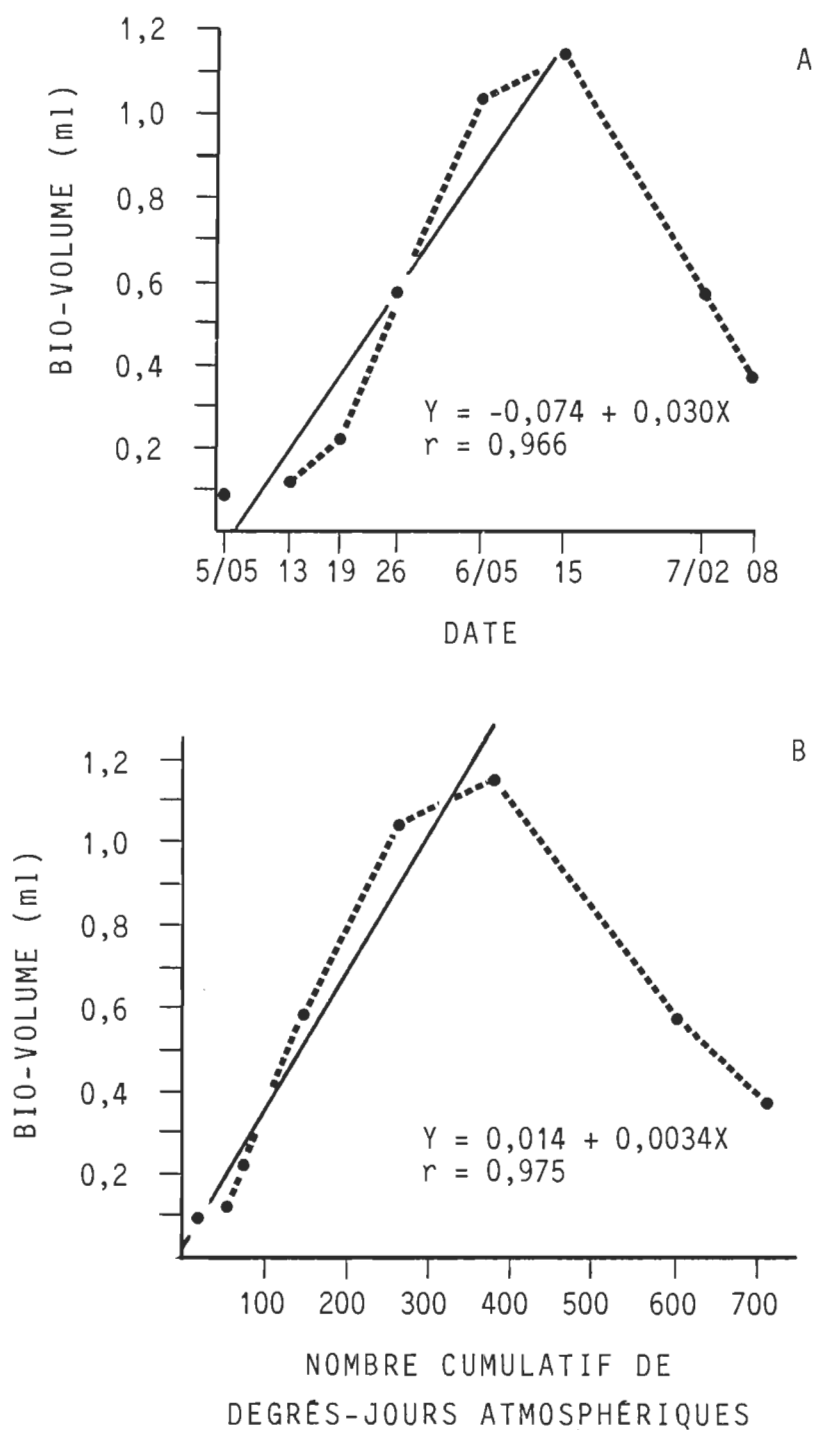 A
1,2
1,0
0,8
0,6
0,4
0,2
BIO-VOLUME (ml)
Y = -0,074 + 0,030X
r = 0,966
5/05 13 19 26 6/05 15 7/02 08
DATE
B
1,2
1,0
0,8
0,6
0,4
0,2
BIO-VOLUME (ml)
Y = 0,014 + 0,0034X
r = 0,975
100 200 300 400 500 600 700
NOMBRE CUMULATIF DE
DEGRÉS-JOURS ATMOSPHÉRIQUES